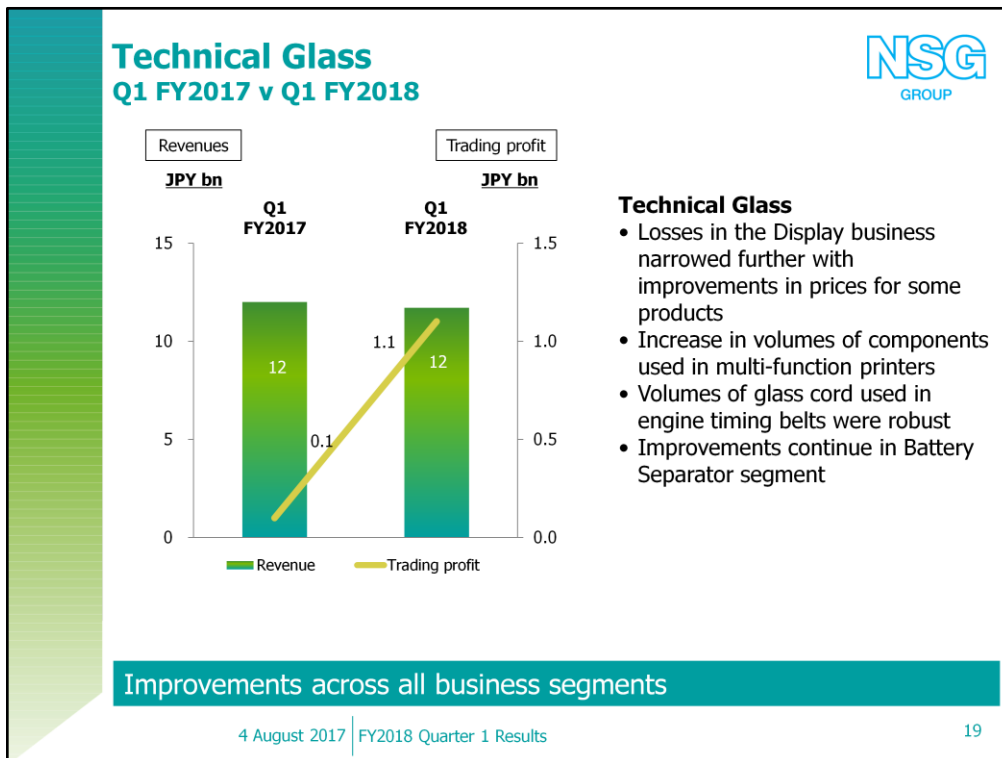 Technical Glass
Q1 FY2017 v Q1 FY2018
NSG
GROUP
Revenues
Trading profit
JPY bn
JPY bn
Q1
FY2017
Q1
FY2018
15
10
5
0
12
0.1
1.1
12
1.5
1.0
0.5
0.0
Revenue
Trading profit
Technical Glass
• Losses in the Display business
narrowed further with
improvements in prices for some
products
• Increase in volumes of components
used in multi-function printers
• Volumes of glass cord used in
engine timing belts were robust
• Improvements continue in Battery
Separator segment
Improvements across all business segments
4 August 2017 FY2018 Quarter 1 Results
19